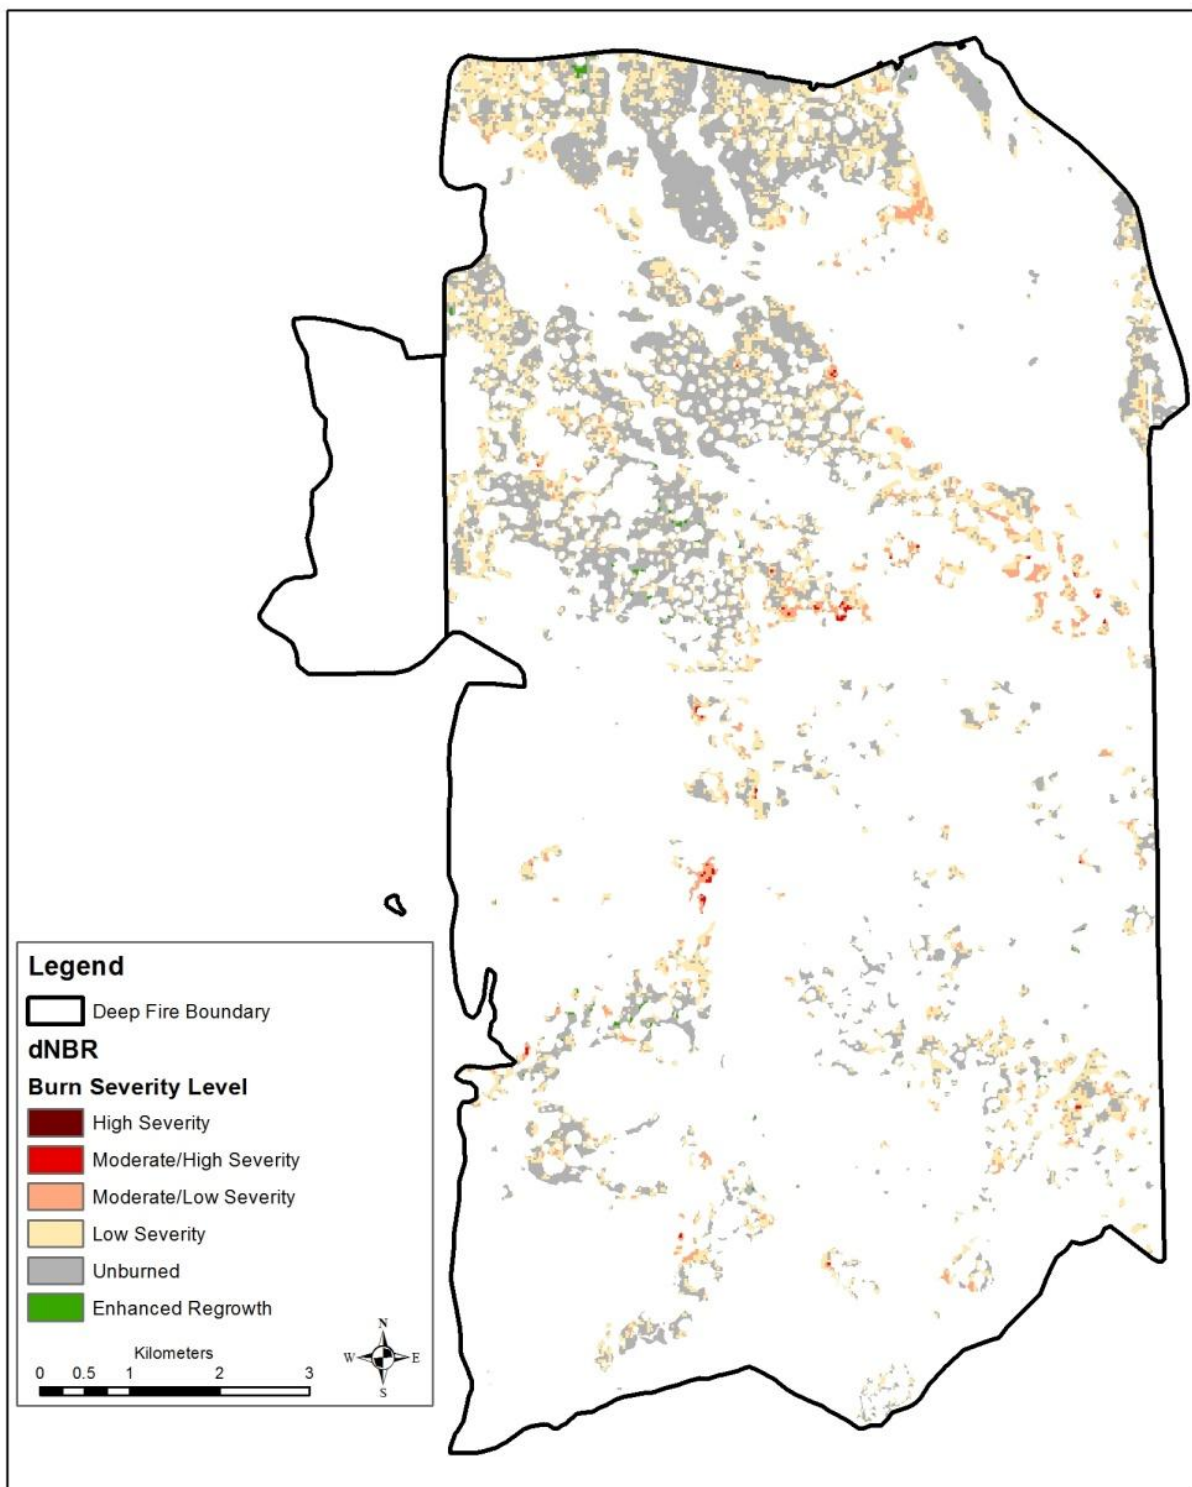 Legend
Deep Fire Boundary
dNBR
Burn Severity Level
High Severity
Moderate/High Severity
Moderate/Low Severity
Low Severity
Unburned
Enhanced Regrowth
Kilometers
0 0.5 1 2 3
N
W E
S